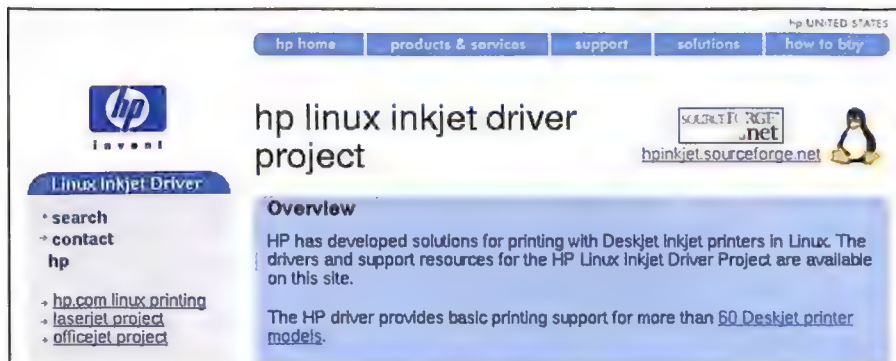 hp UNITED STATES
hp home products & services support solutions how to buy
hp
invent
hp linux inkjet driver
project
SOURCEFORGE
.net
hpinkjet.sourceforge.net
Linux Inkjet Driver
search
contact
hp
hp.com linux printing
laserjet project
officejet project
Overview
HP has developed solutions for printing with Deskjet inkjet printers in Linux. The
drivers and support resources for the HP Linux Inkjet Driver Project are available
on this site.
The HP driver provides basic printing support for more than 60 Deskjet printer
models.